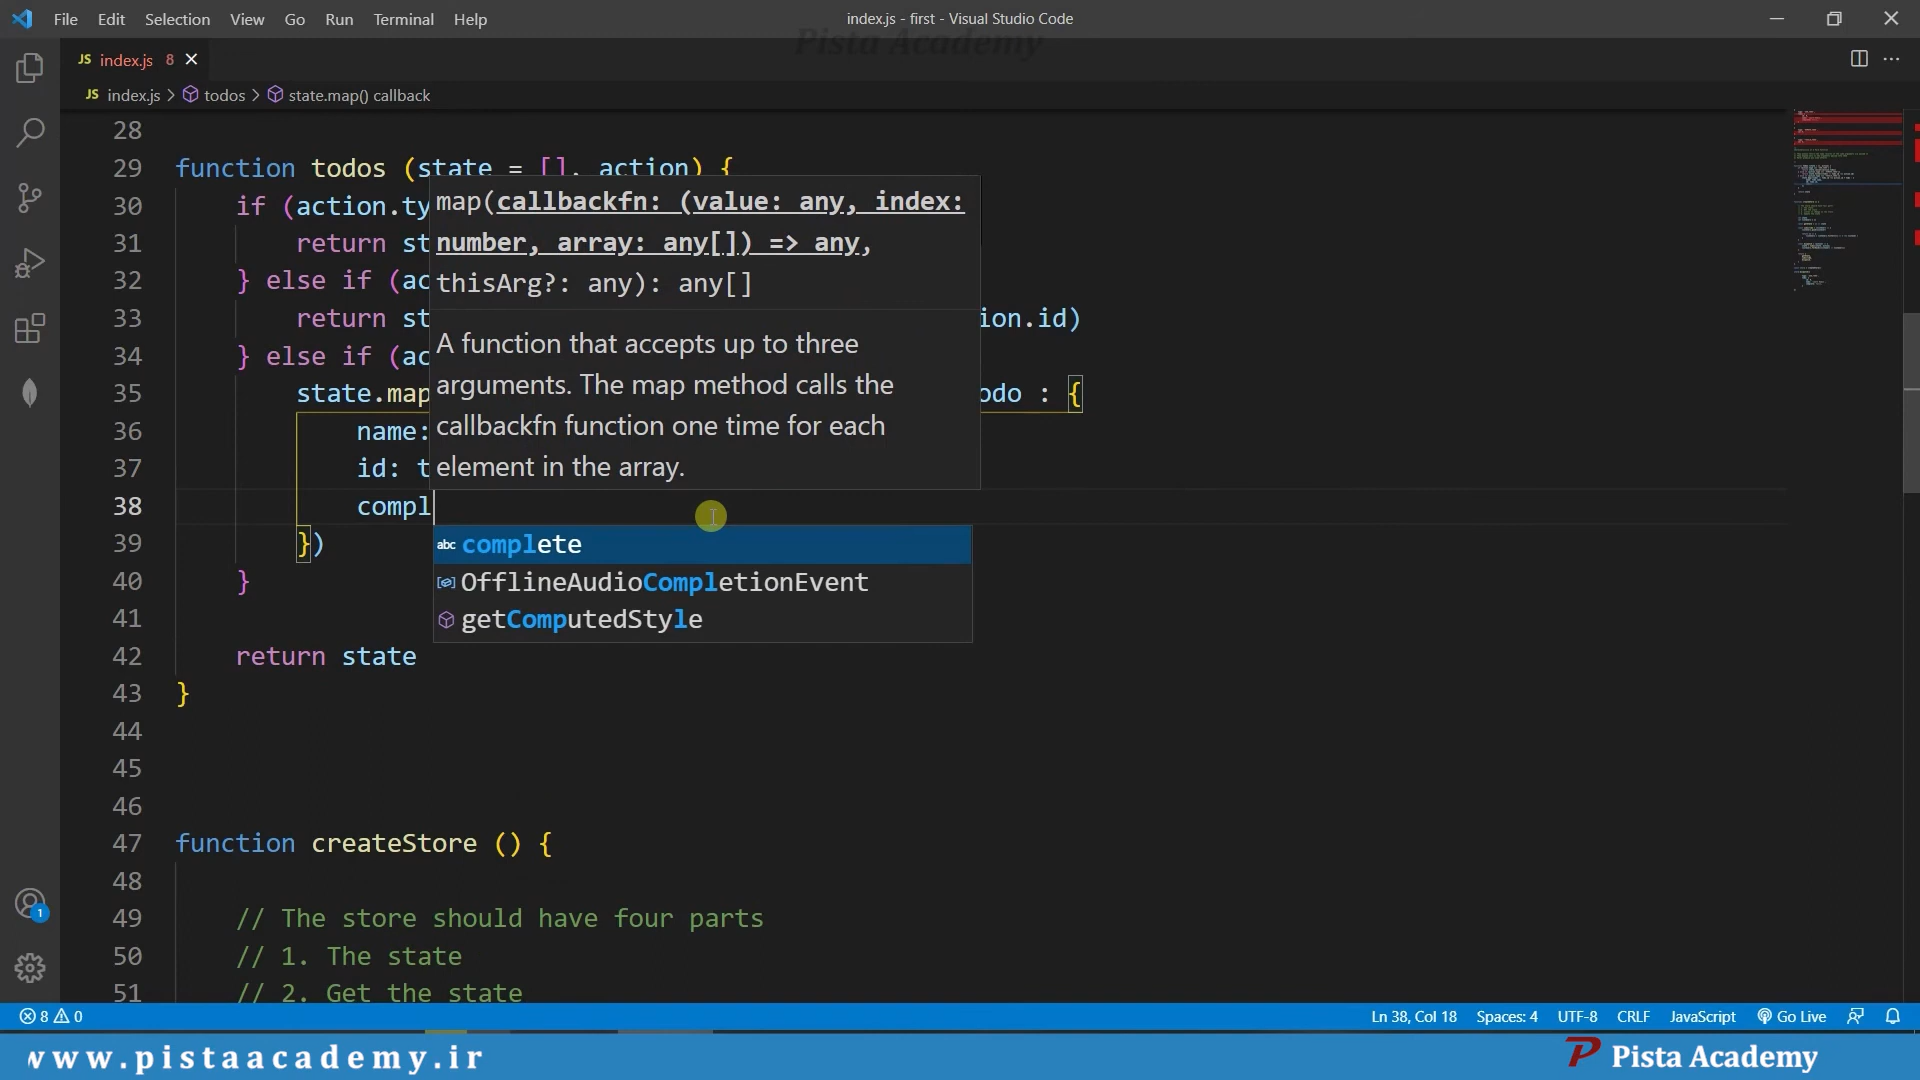 File Edit Selection View Go Run Terminal Help
index.js - first - Visual Studio Code
Pista Academy
JS index.js 8
JS index.js > todos > state.map() callback
28
29 function todos (state = [], action) {
30 if (action.ty
31 return st
32 } else if (ac
33 return st
ion.id)
34 } else if (ac
35 state.map
odo : {
36 name:
37 id: t
38 compl
39 })
40 }
41
42 return state
43 }
44
45
46
47 function createStore () {
48
49 // The store should have four parts
50 // 1. The state
51 // 2. Get the state
map(callbackfn: (value: any, index:
number, array: any[]) => any,
thisArg?: any): any[]
A function that accepts up to three
arguments. The map method calls the
callbackfn function one time for each
element in the array.
abc complete
OfflineAudioCompletionEvent
getComputedStyle
1
8 0
Ln 38, Col 18 Spaces: 4 UTF-8 CRLF JavaScript Go Live
www.pistaacademy.ir
P Pista Academy